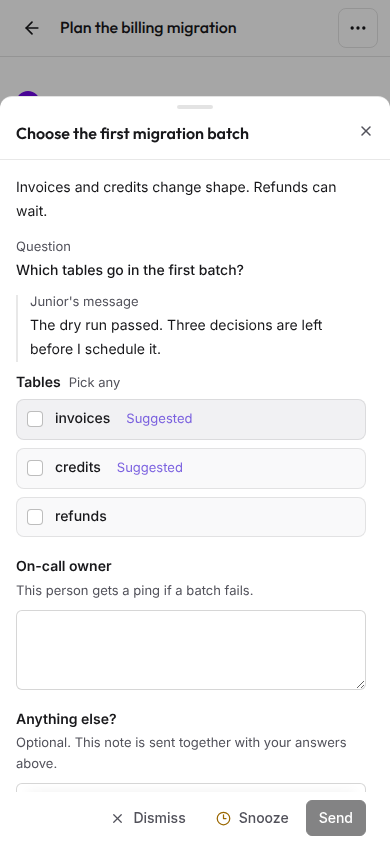 Plan the billing migration
Choose the first migration batch
Invoices and credits change shape. Refunds can
wait.
Question
Which tables go in the first batch?
Junior's message
The dry run passed. Three decisions are left
before I schedule it.
Tables Pick any
invoices Suggested
credits Suggested
refunds
On-call owner
This person gets a ping if a batch fails.
Anything else?
Optional. This note is sent together with your answers
above.
Dismiss Snooze Send